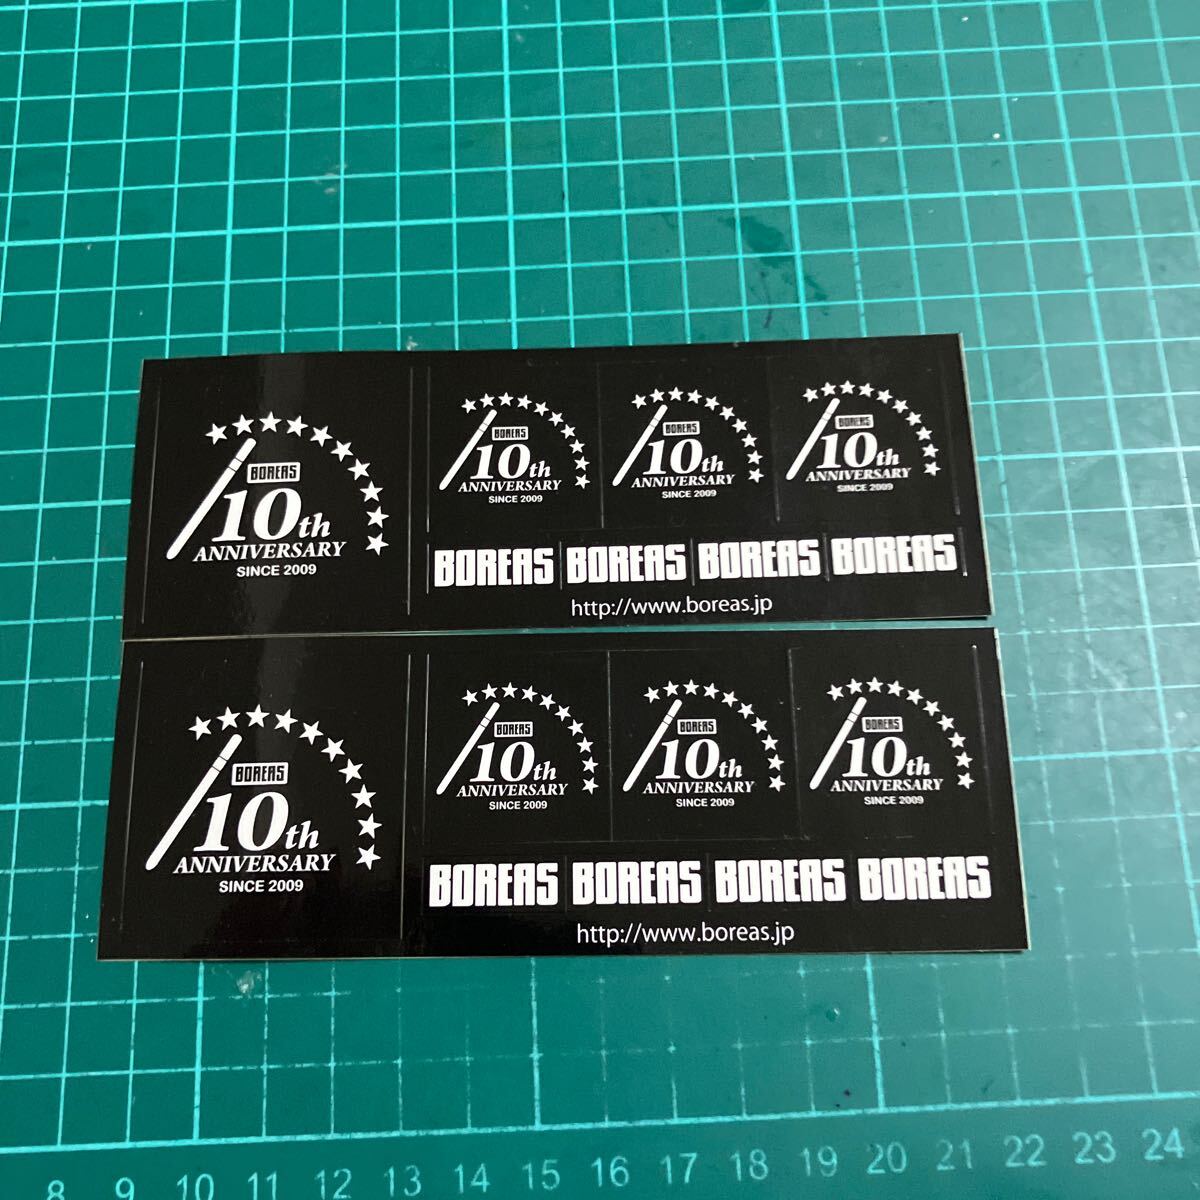 BOREAS
10th
ANNIVERSARY
SINCE 2009
BOREAS
10th
ANNIVERSARY
SINCE 2009
BOREAS
10th
ANNIVERSARY
SINCE 2009
BOREAS
10th
ANNIVERSARY
SINCE 2009
BOREAS BOREAS BOREAS BOREAS
http://www.boreas.jp
BOREAS
10th
ANNIVERSARY
SINCE 2009
BOREAS
10th
ANNIVERSARY
SINCE 2009
BOREAS
10th
ANNIVERSARY
SINCE 2009
BOREAS
10th
ANNIVERSARY
SINCE 2009
BOREAS BOREAS BOREAS BOREAS
http://www.boreas.jp
8 9 10 11 12 13 14 15 16 17 18 19 20 21 22 23 24